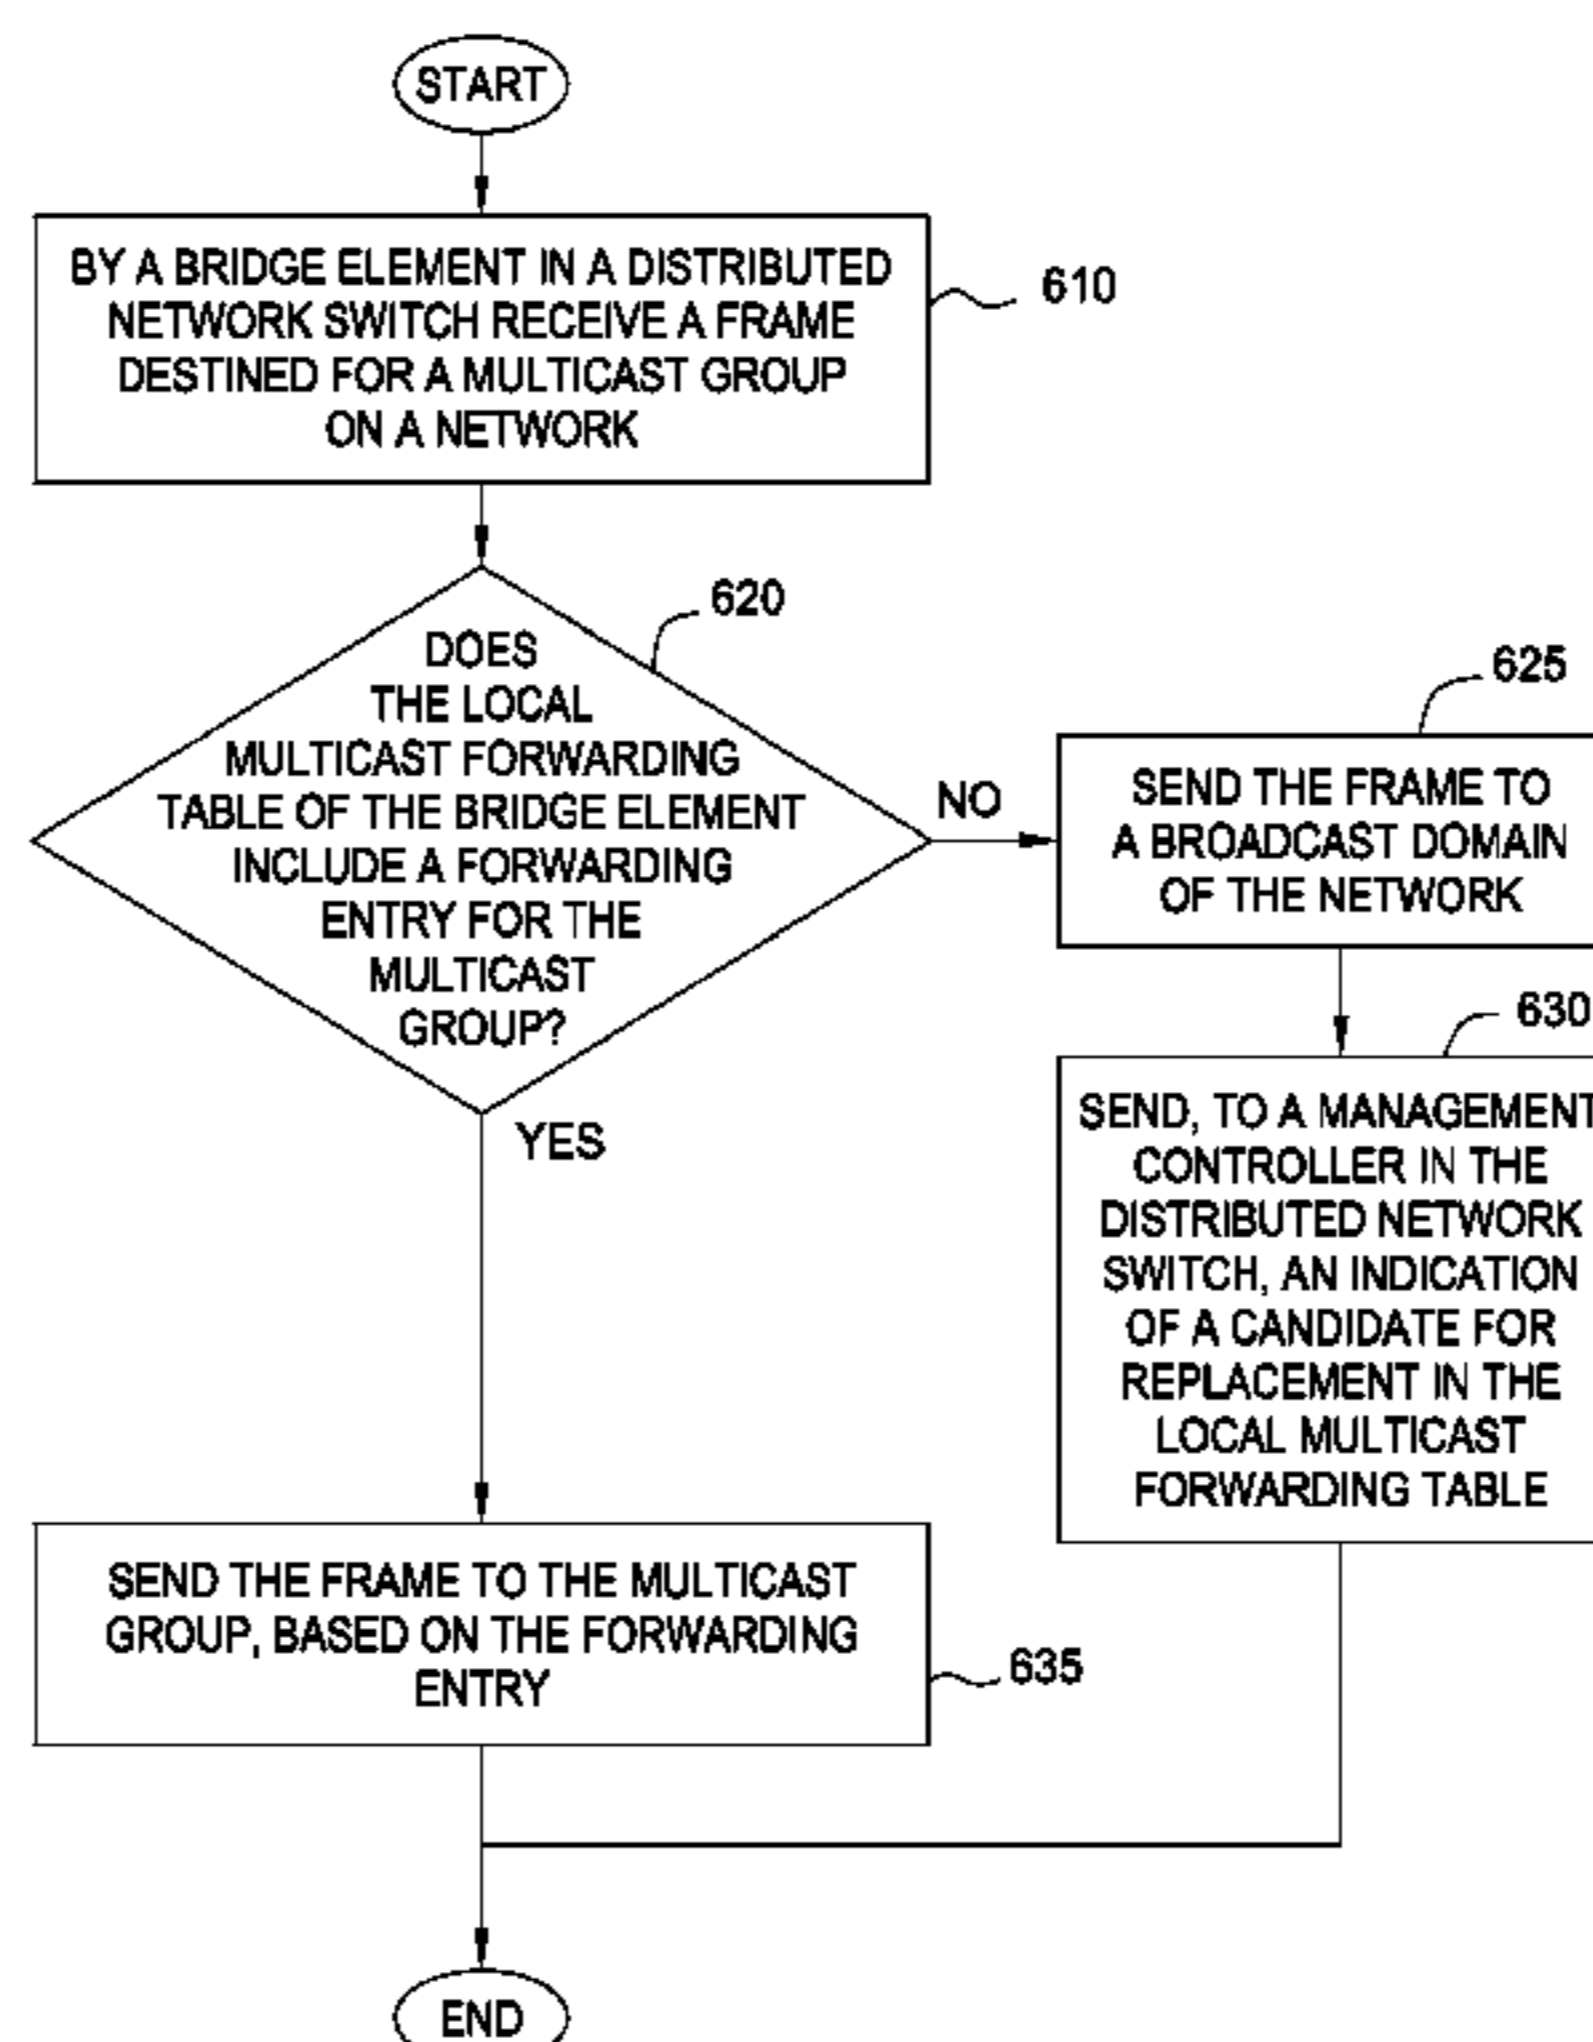 START
BY A BRIDGE ELEMENT IN A DISTRIBUTED
NETWORK SWITCH RECEIVE A FRAME
DESTINED FOR A MULTICAST GROUP
ON A NETWORK
610
620
DOES
THE LOCAL
MULTICAST FORWARDING
TABLE OF THE BRIDGE ELEMENT
INCLUDE A FORWARDING
ENTRY FOR THE
MULTICAST
GROUP?
NO
625
SEND THE FRAME TO
A BROADCAST DOMAIN
OF THE NETWORK
630
SEND, TO A MANAGEMENT
CONTROLLER IN THE
DISTRIBUTED NETWORK
SWITCH, AN INDICATION
OF A CANDIDATE FOR
REPLACEMENT IN THE
LOCAL MULTICAST
FORWARDING TABLE
YES
SEND THE FRAME TO THE MULTICAST
GROUP, BASED ON THE FORWARDING
ENTRY
635
END